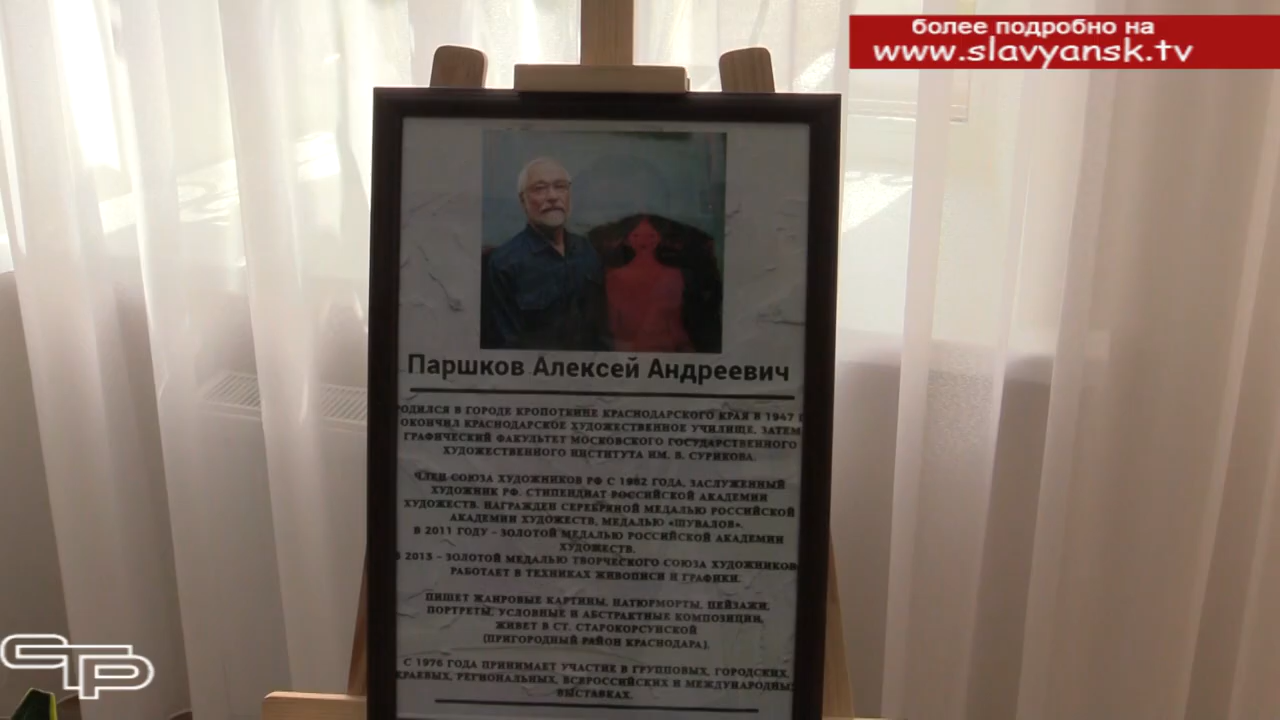 более подробно на
www.slavyansk.tv
Паршков Алексей Андреевич
РОДИЛСЯ В ГОРОДЕ КРОПОТКИНЕ КРАСНОДАРСКОГО КРАЯ В 1947 Г
ОКОНЧИЛ КРАСНОДАРСКОЕ ХУДОЖЕСТВЕННОЕ УЧИЛИЩЕ, ЗАТЕМ
ГРАФИЧЕСКИЙ ФАКУЛЬТЕТ МОСКОВСКОГО ГОСУДАРСТВЕННОГО
ХУДОЖЕСТВЕННОГО ИНСТИТУТА ИМ. В. СУРИКОВА.
ЧЛЕН СОЮЗА ХУДОЖНИКОВ РФ С 1982 ГОДА, ЗАСЛУЖЕННЫЙ
ХУДОЖНИК РФ. СТИПЕНДИАТ РОССИЙСКОЙ АКАДЕМИИ
ХУДОЖЕСТВ. НАГРАЖДЕН СЕРЕБРЯНОЙ МЕДАЛЬЮ РОССИЙСКОЙ
АКАДЕМИИ ХУДОЖЕСТВ, МЕДАЛЬЮ «ШУВАЛОВ».
В 2011 ГОДУ – ЗОЛОТОЙ МЕДАЛЬЮ РОССИЙСКОЙ АКАДЕМИИ
ХУДОЖЕСТВ.
В 2013 – ЗОЛОТОЙ МЕДАЛЬЮ ТВОРЧЕСКОГО СОЮЗА ХУДОЖНИКОВ
РАБОТАЕТ В ТЕХНИКАХ ЖИВОПИСИ И ГРАФИКИ.
ПИШЕТ ЖАНРОВЫЕ КАРТИНЫ, НАТЮРМОРТЫ, ПЕЙЗАЖИ,
ПОРТРЕТЫ, УСЛОВНЫЕ И АБСТРАКТНЫЕ КОМПОЗИЦИИ,
ЖИВЕТ В СТ. СТАРОКОРСУНСКОЙ
(ПРИГОРОДНЫЙ РАЙОН КРАСНОДАРА).
С 1976 ГОДА ПРИНИМАЕТ УЧАСТИЕ В ГРУППОВЫХ, ГОРОДСКИХ,
КРАЕВЫХ, РЕГИОНАЛЬНЫХ, ВСЕРОССИЙСКИХ И МЕЖДУНАРОДНЫХ
ВЫСТАВКАХ.
СТР